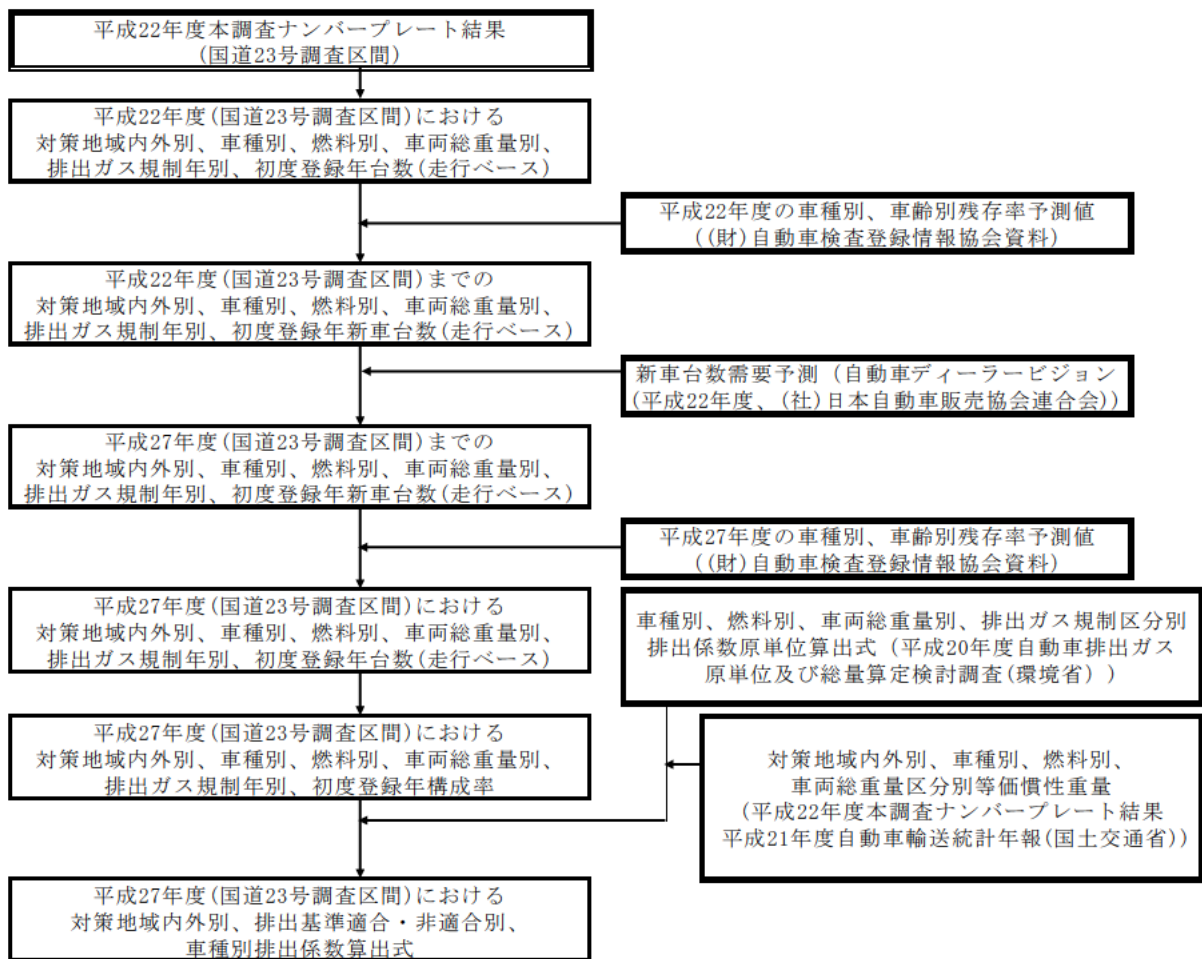 平成22年度本調査ナンバープレート結果
(国道23号調査区間)
平成22年度(国道23号調査区間)における
対策地域内外別、車種別、燃料別、車両総重量別、
排出ガス規制年別、初度登録年台数(走行ベース)
平成22年度の車種別、車齢別残存率予測値
((財)自動車検査登録情報協会資料)
平成22年度(国道23号調査区間)までの
対策地域内外別、車種別、燃料別、車両総重量別、
排出ガス規制年別、初度登録年新車台数(走行ベース)
新車台数需要予測（自動車ディーラービジョン
(平成22年度、(社)日本自動車販売協会連合会))
平成27年度(国道23号調査区間)までの
対策地域内外別、車種別、燃料別、車両総重量別、
排出ガス規制年別、初度登録年新車台数(走行ベース)
平成27年度の車種別、車齢別残存率予測値
((財)自動車検査登録情報協会資料)
平成27年度(国道23号調査区間)における
対策地域内外別、車種別、燃料別、車両総重量別、
排出ガス規制年別、初度登録年台数(走行ベース)
車種別、燃料別、車両総重量別、排出ガス規制区分別
排出係数原単位算出式（平成20年度自動車排出ガス
原単位及び総量算定検討調査(環境省）)
平成27年度(国道23号調査区間)における
対策地域内外別、車種別、燃料別、車両総重量別、
排出ガス規制年別、初度登録年構成率
対策地域内外別、車種別、燃料別、
車両総重量区分別等価慣性重量
(平成22年度本調査ナンバープレート結果
平成21年度自動車輸送統計年報(国土交通省))
平成27年度(国道23号調査区間)における
対策地域内外別、排出基準適合・非適合別、
車種別排出係数算出式